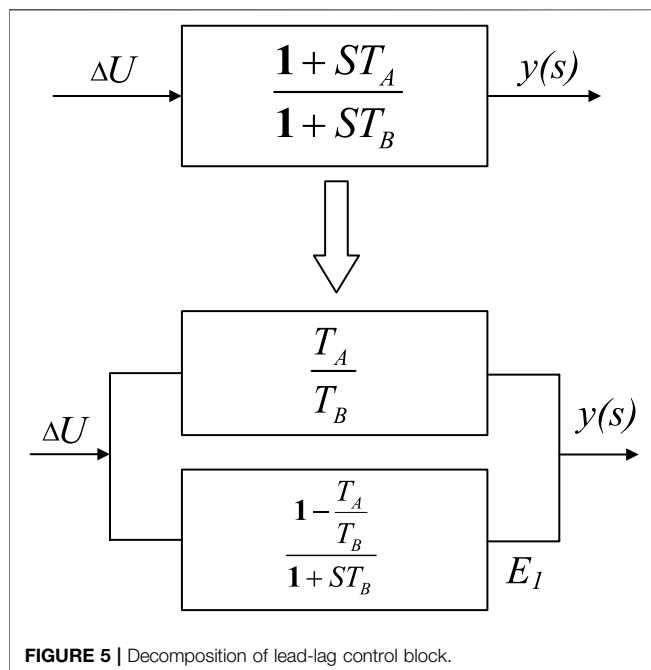 ΔU
1 + ST_A
1 + ST_B
y(s)
T_A
T_B
ΔU
y(s)
1 - T_A
T_B
1 + ST_B
E_1
FIGURE 5 | Decomposition of lead-lag control block.